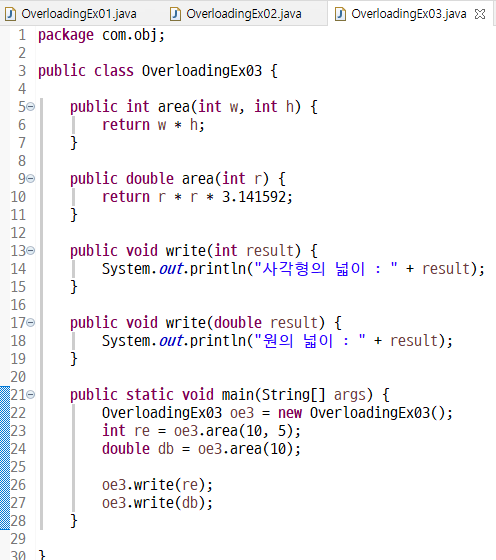 OverloadingEx01.java OverloadingEx02.java OverloadingEx03.java
1 package com.obj;
2
3 public class OverloadingEx03 {
4
5 public int area(int w, int h) {
6 return w * h;
7 }
8
9 public double area(int r) {
10 return r * r * 3.141592;
11 }
12
13 public void write(int result) {
14 System.out.println("사각형의 넓이 : " + result);
15 }
16
17 public void write(double result) {
18 System.out.println("원의 넓이 : " + result);
19 }
20
21 public static void main(String[] args) {
22 OverloadingEx03 oe3 = new OverloadingEx03();
23 int re = oe3.area(10, 5);
24 double db = oe3.area(10);
25
26 oe3.write(re);
27 oe3.write(db);
28 }
29
30 }